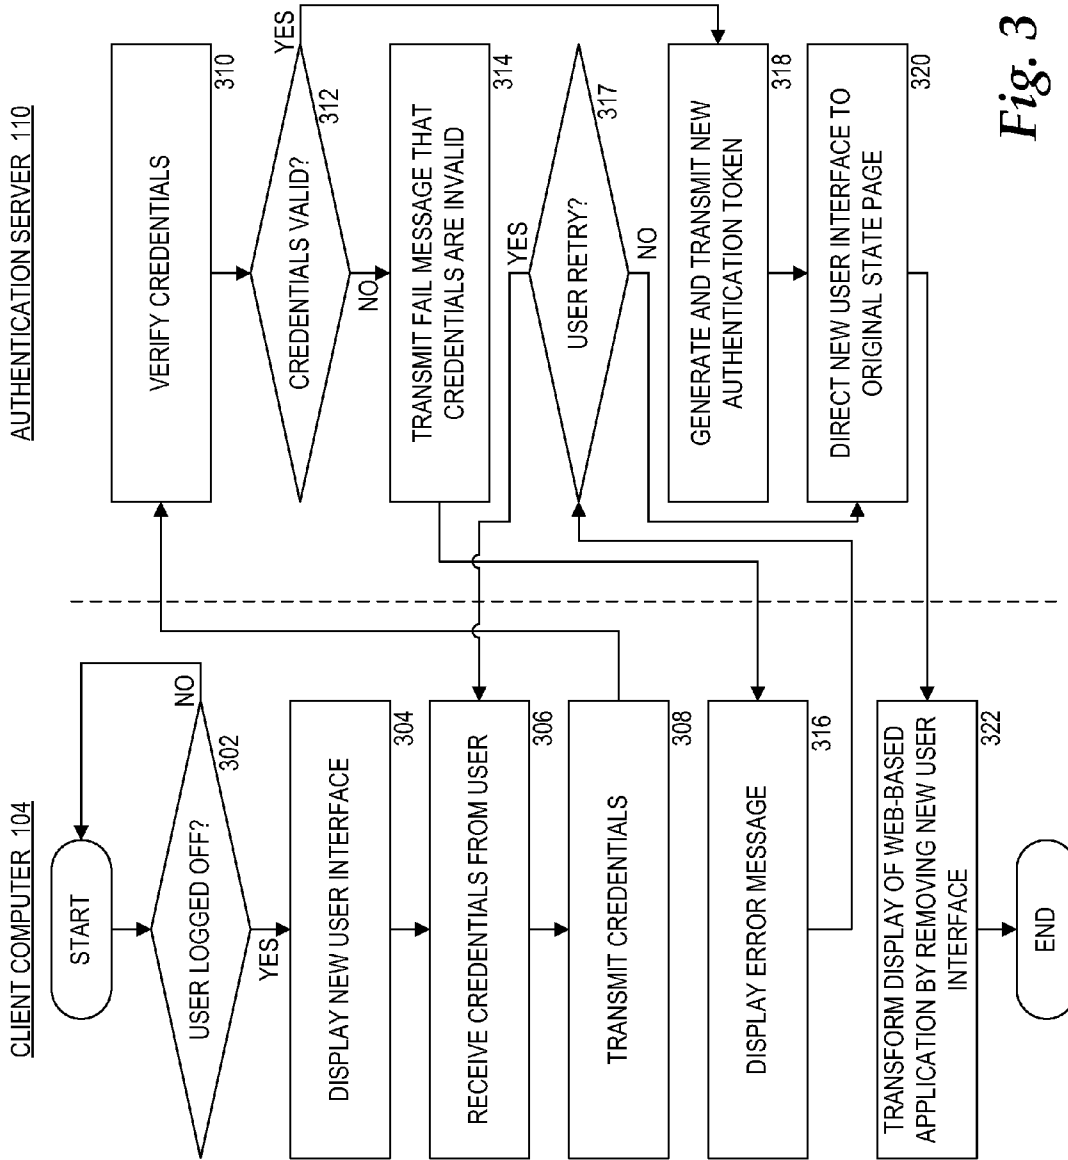 CLIENT COMPUTER 104
START
USER LOGGED OFF?
302
NO
YES
DISPLAY NEW USER INTERFACE
304
RECEIVE CREDENTIALS FROM USER
306
TRANSMIT CREDENTIALS
308
DISPLAY ERROR MESSAGE
316
TRANSFORM DISPLAY OF WEB-BASED
APPLICATION BY REMOVING NEW USER
INTERFACE
322
END
AUTHENTICATION SERVER 110
VERIFY CREDENTIALS
310
CREDENTIALS VALID?
312
YES
NO
TRANSMIT FAIL MESSAGE THAT
CREDENTIALS ARE INVALID
314
YES
USER RETRY?
317
NO
GENERATE AND TRANSMIT NEW
AUTHENTICATION TOKEN
318
DIRECT NEW USER INTERFACE TO
ORIGINAL STATE PAGE
320
Fig. 3